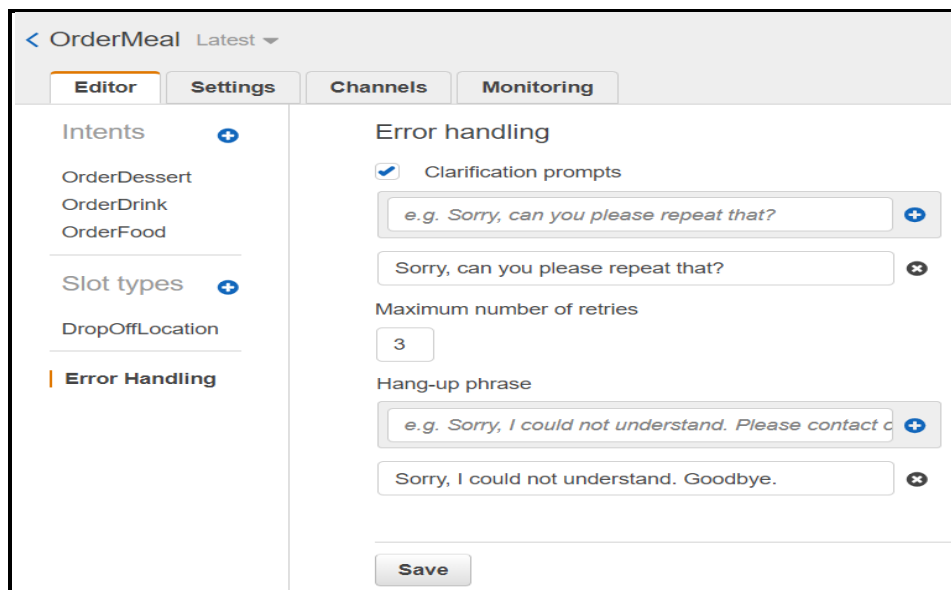 OrderMeal Latest
Editor Settings Channels Monitoring
Intents
OrderDessert
OrderDrink
OrderFood
Slot types
DropOffLocation
Error Handling
Error handling
Clarification prompts
e.g. Sorry, can you please repeat that?
Sorry, can you please repeat that?
Maximum number of retries
3
Hang-up phrase
e.g. Sorry, I could not understand. Please contact
Sorry, I could not understand. Goodbye.
Save